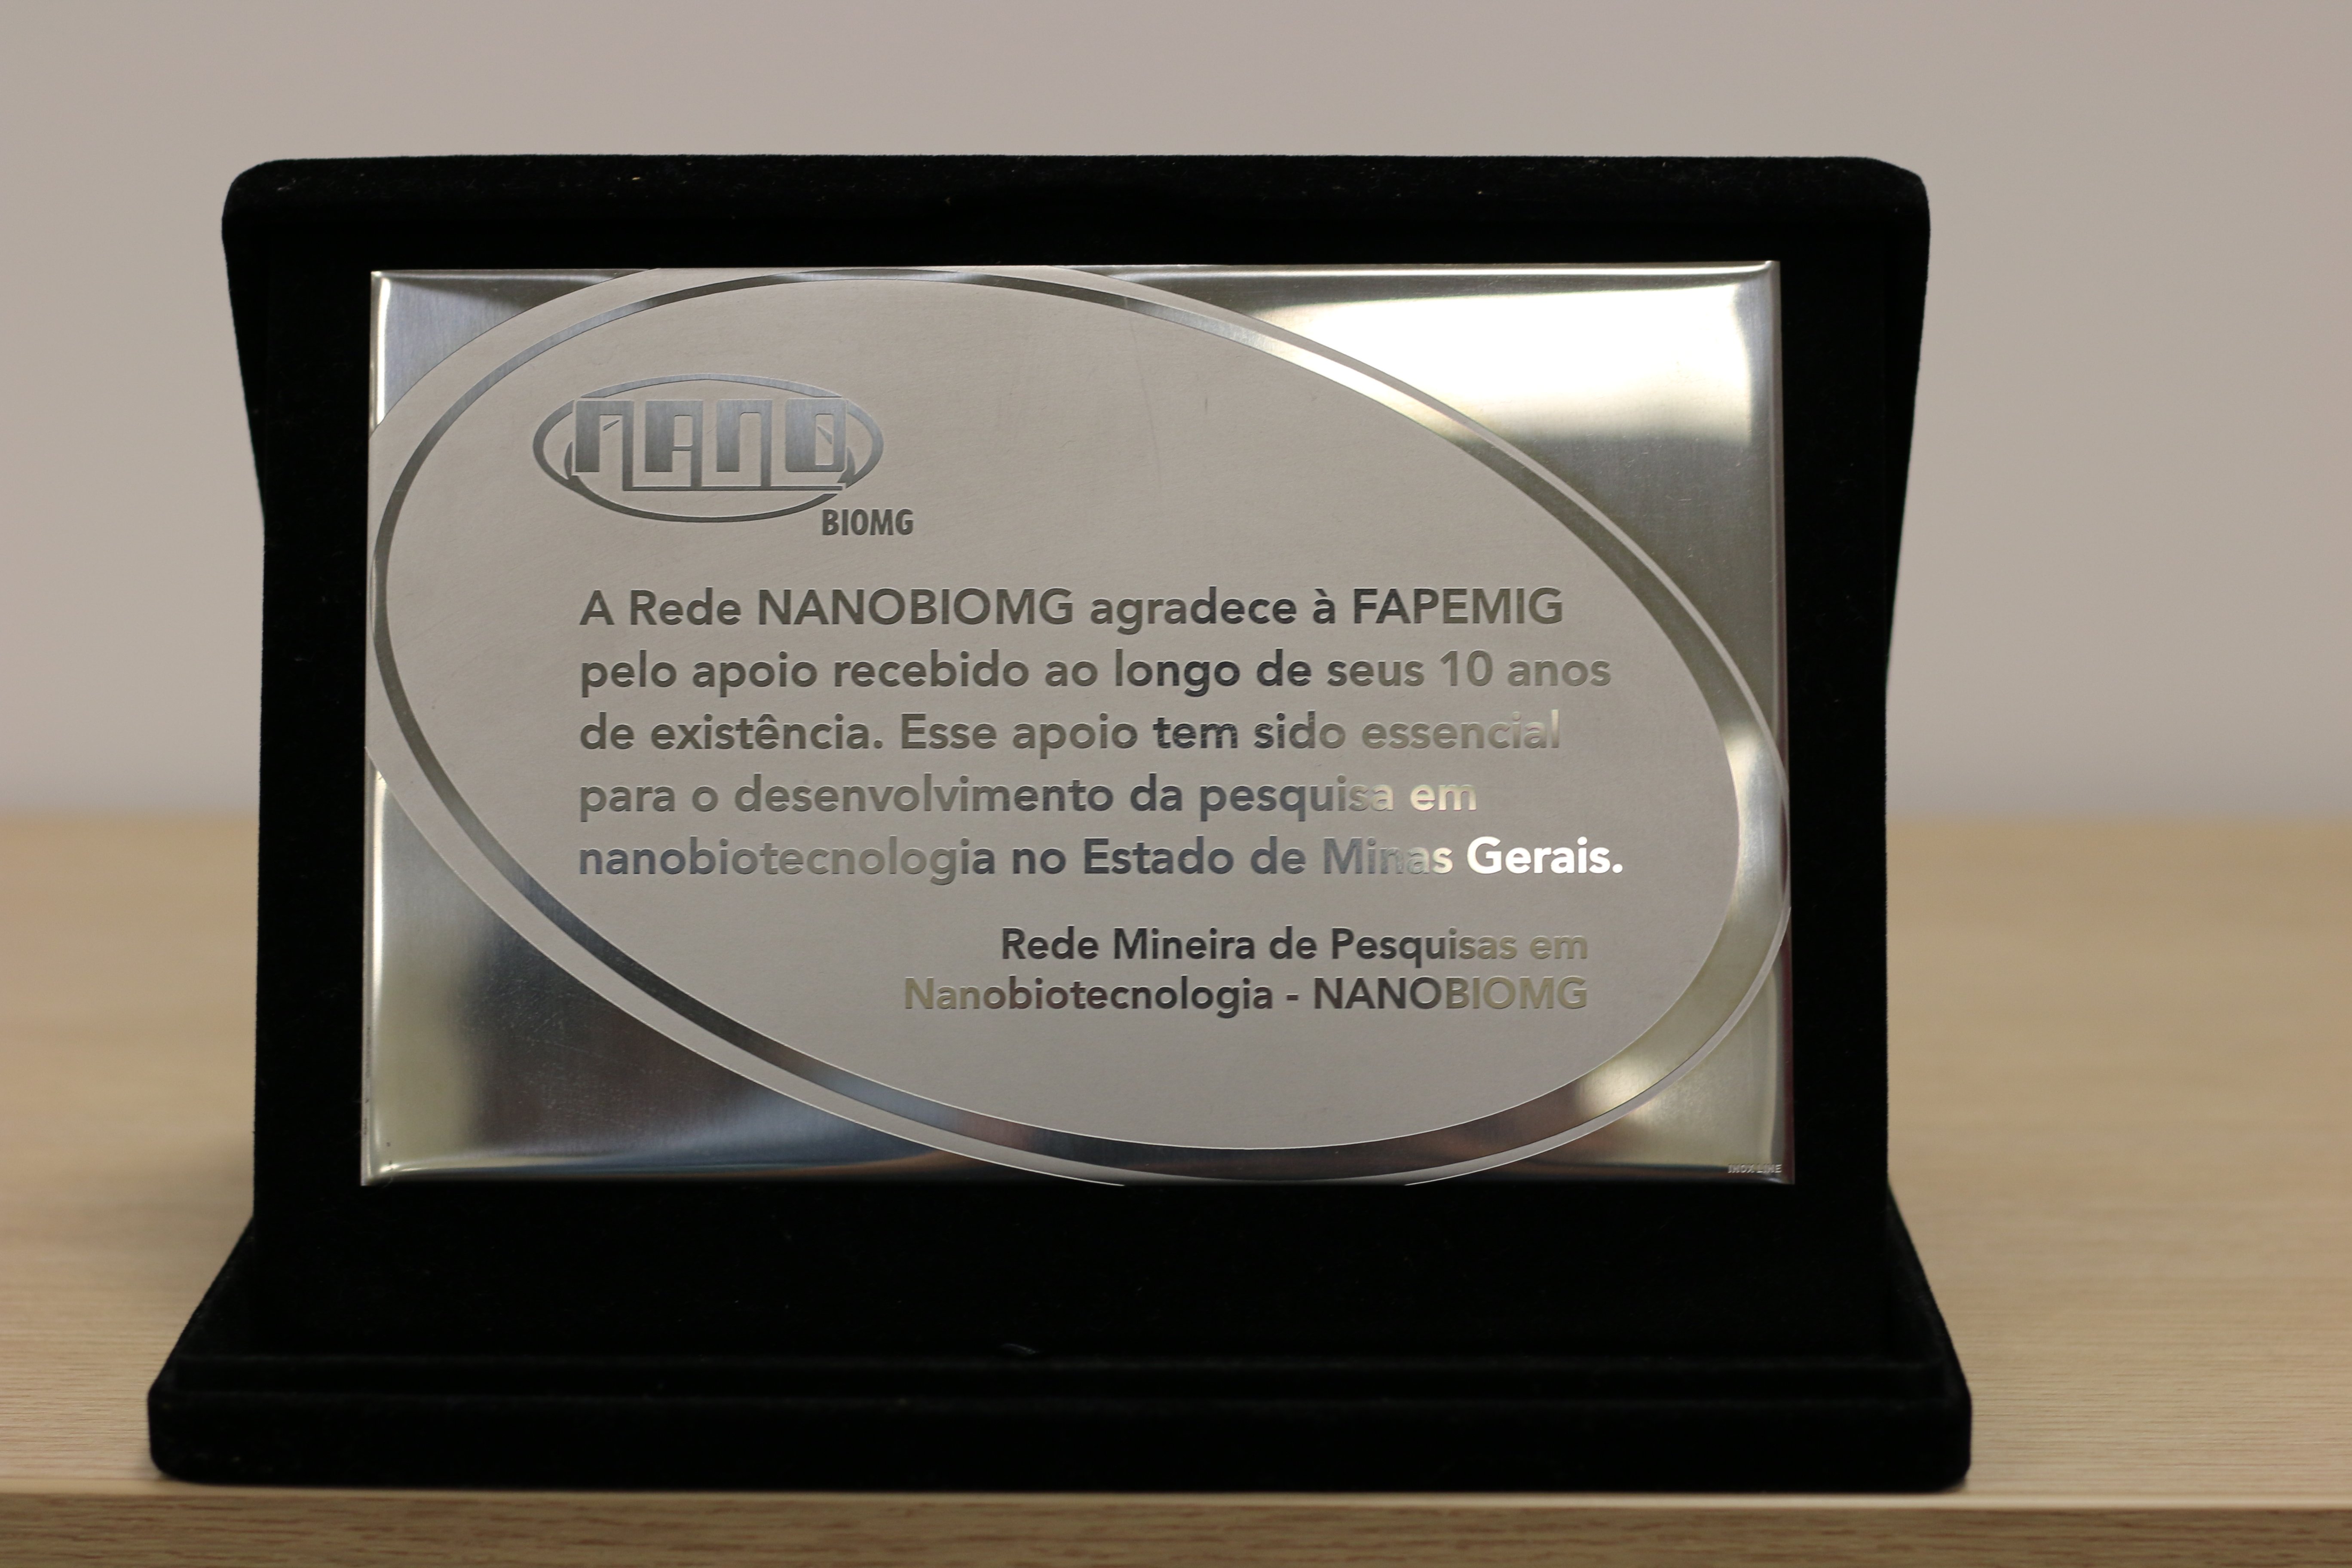 NANO
BIOMG
A Rede NANOBIOMG agradece à FAPEMIG
pelo apoio recebido ao longo de seus 10 anos
de existência. Esse apoio tem sido essencial
para o desenvolvimento da pesquisa em
nanobiotecnologia no Estado de Minas Gerais.
Rede Mineira de Pesquisas em
Nanobiotecnologia - NANOBIOMG
INOX LINE